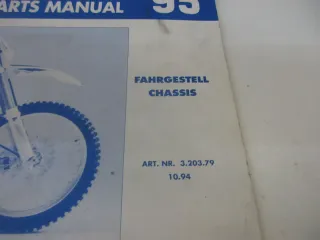 ARTS MANUAL 95
FAHRGESTELL
CHASSIS
ART. NR. 3.203.79
10.94